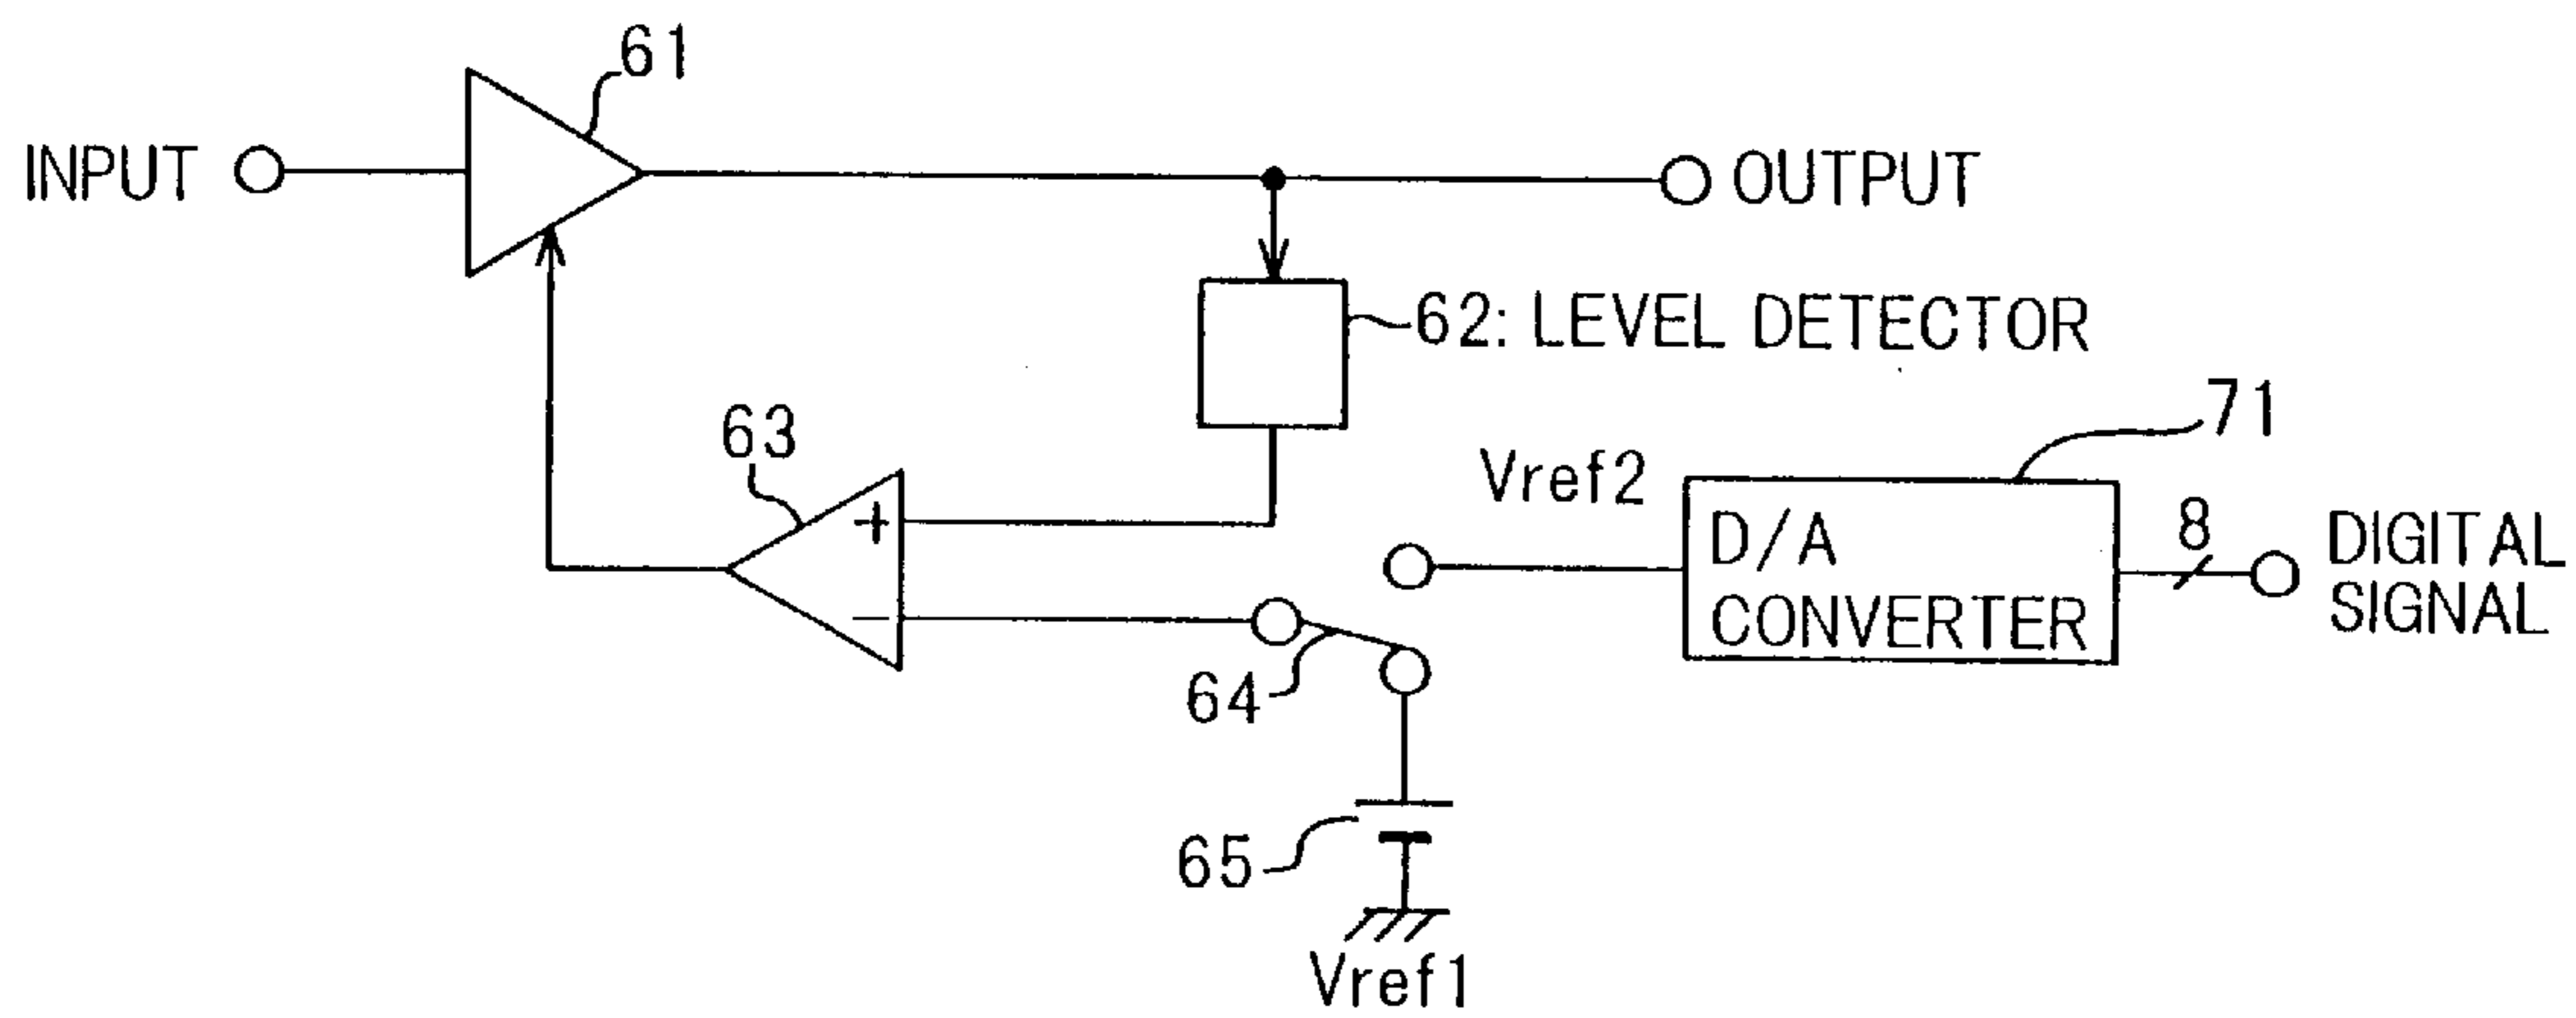 61
INPUT
OUTPUT
62: LEVEL DETECTOR
71
63
+
−
Vref2
D/A
CONVERTER
8
DIGITAL
SIGNAL
64
65
Vref1